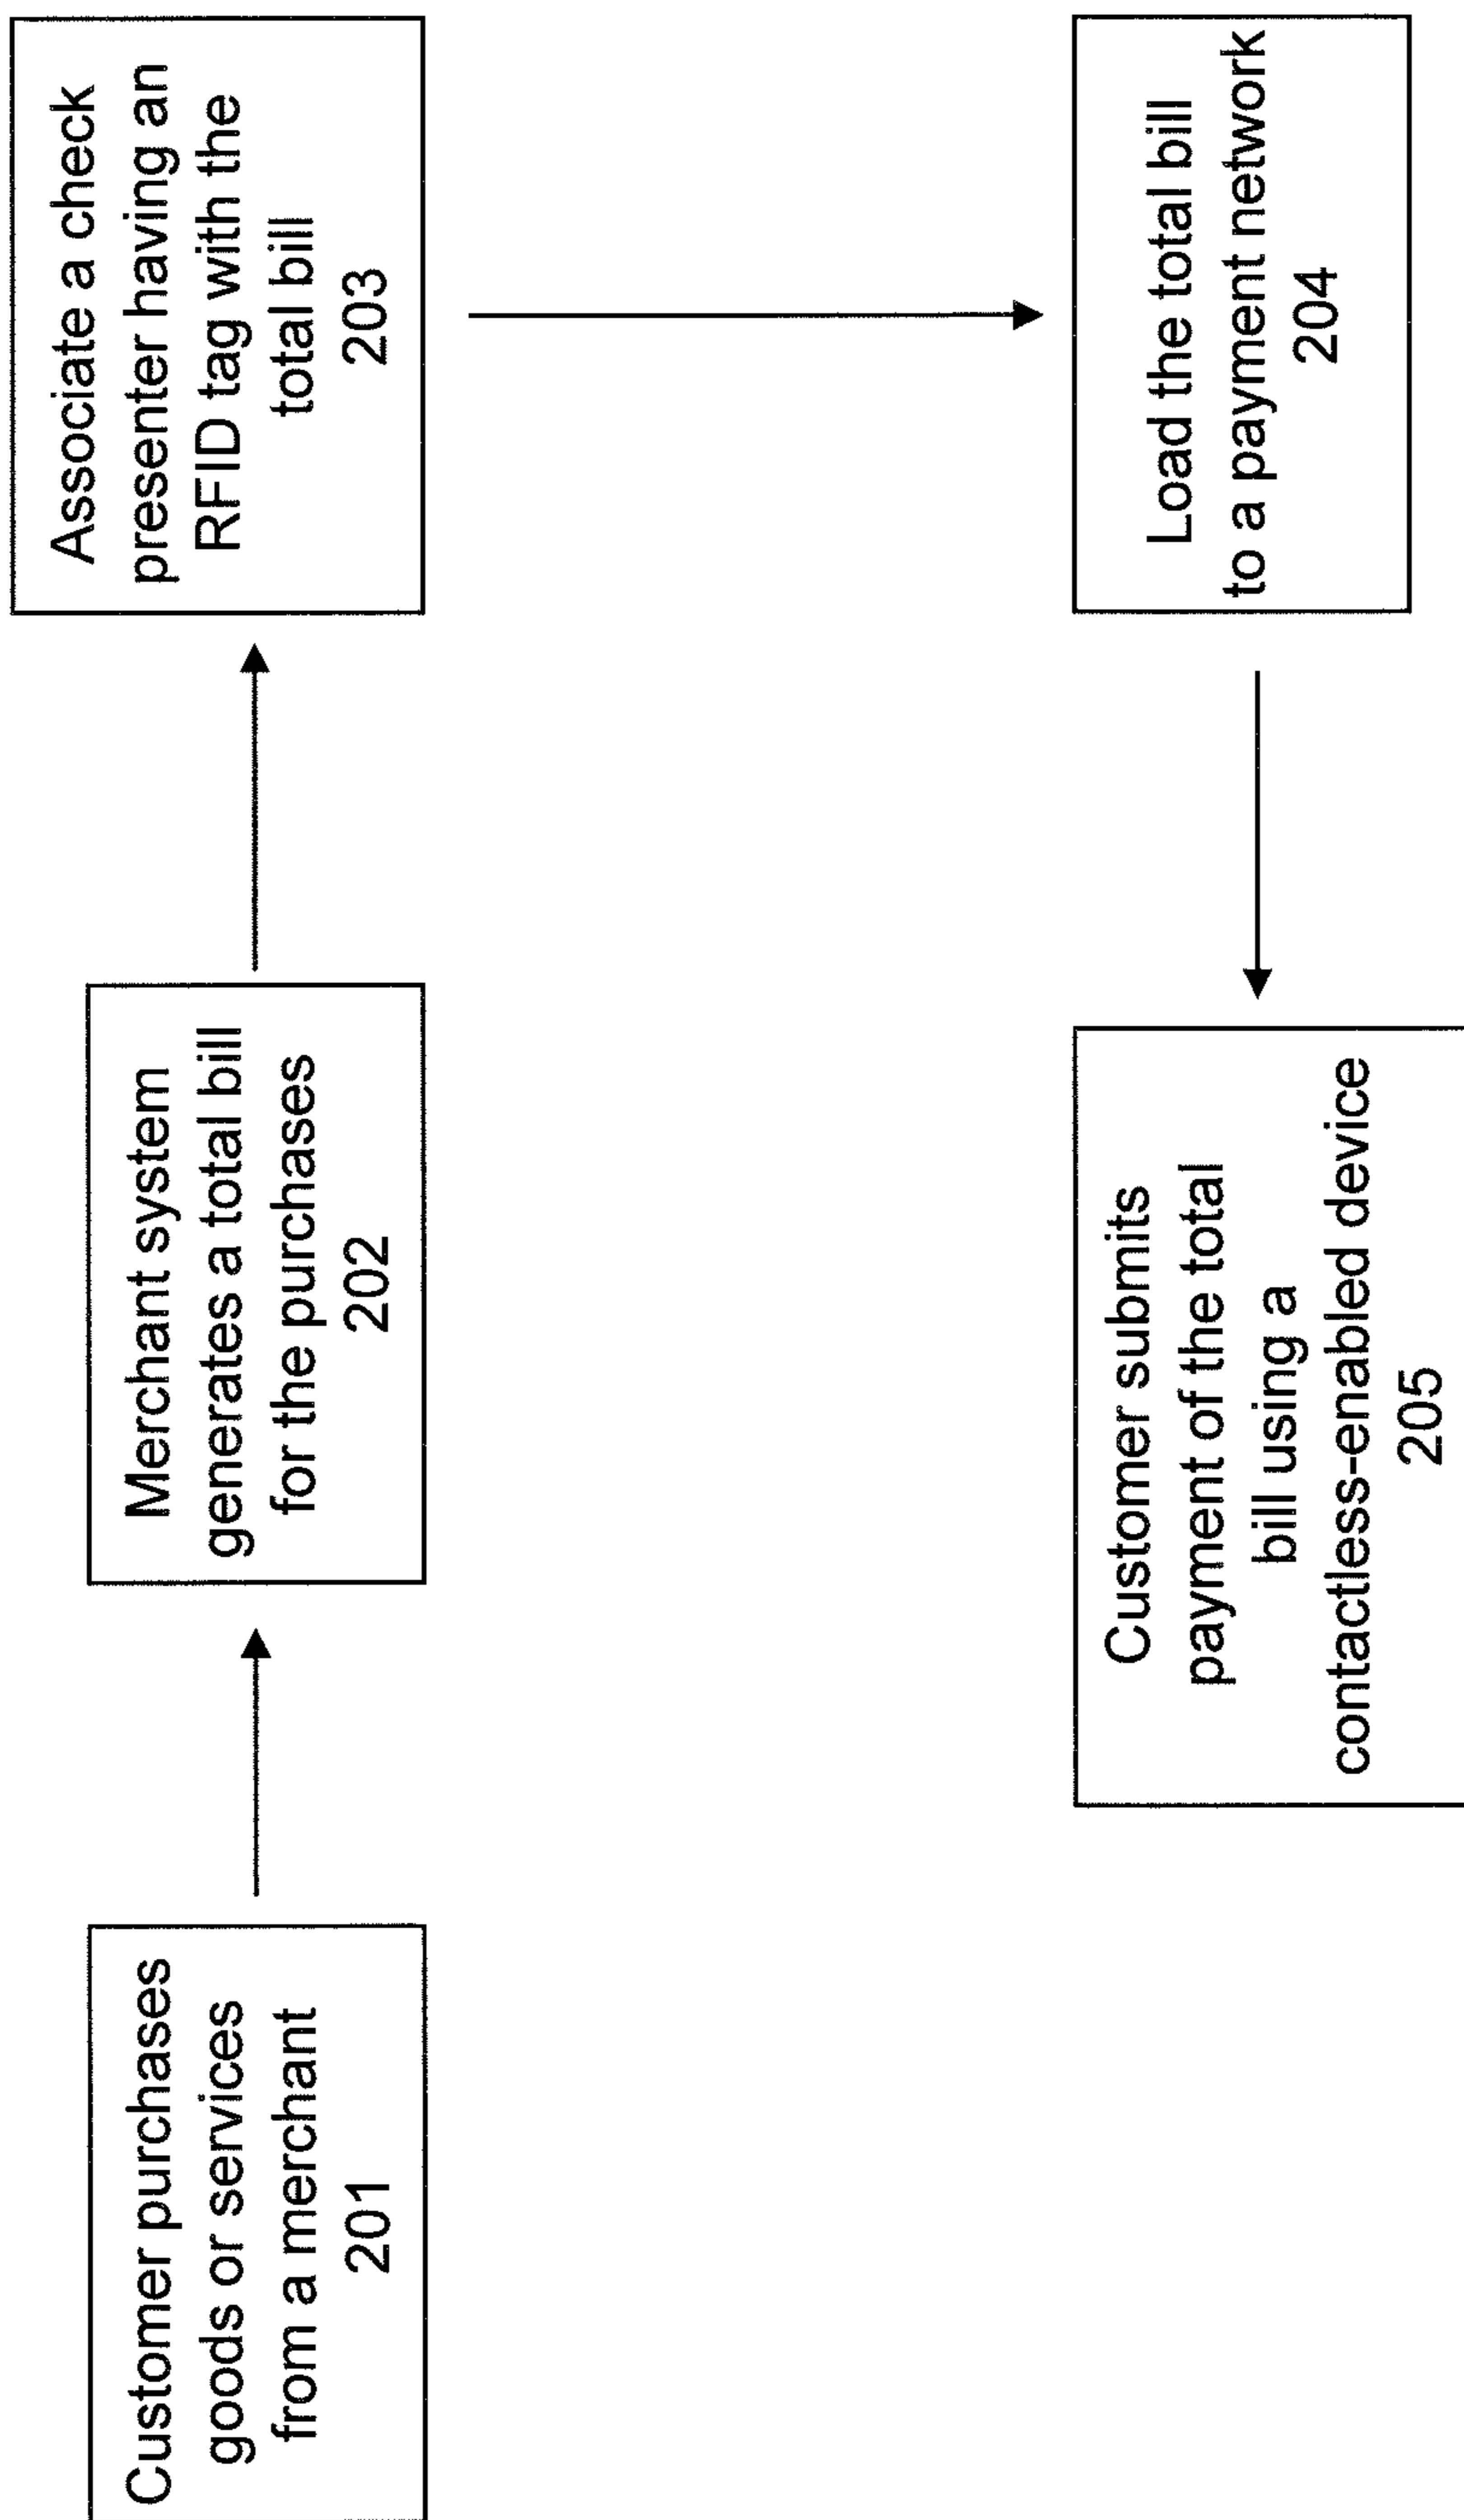 Customer purchases
goods or services
from a merchant
201
Merchant system
generates a total bill
for the purchases
202
Associate a check
presenter having an
RFID tag with the
total bill
203
Load the total bill
to a payment network
204
Customer submits
payment of the total
bill using a
contactless-enabled device
205